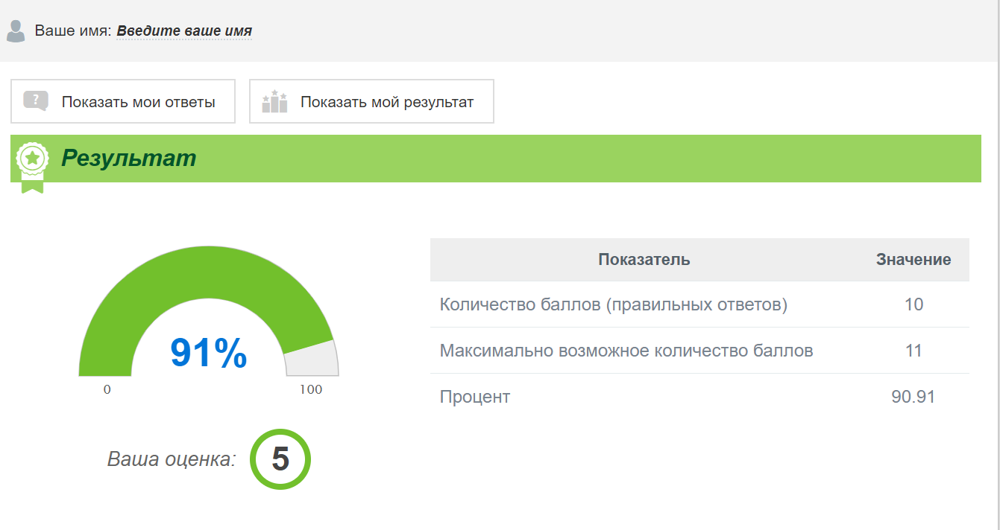 Ваше имя: Введите ваше имя
?
Показать мои ответы
Показать мой результат
Результат
91%
0
100
Ваша оценка:
5
Показатель Значение
Количество баллов (правильных ответов) 10
Максимально возможное количество баллов 11
Процент 90.91